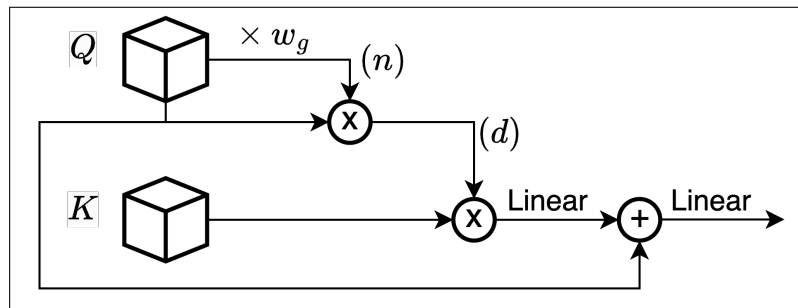 Q
× w_g
(n)
x
(d)
K
x
Linear
+
Linear